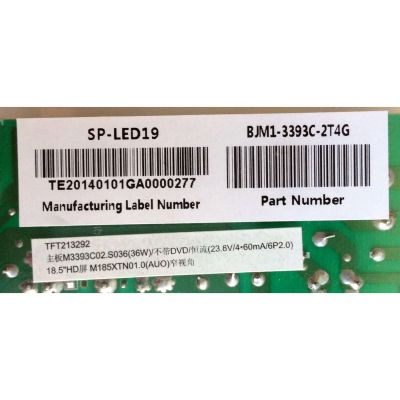 SP-LED19
BJM1-3393C-2T4G
TE20140101GA0000277
Manufacturing Label Number
Part Number
TFT213292
主板M3393C02.S036(36W)/不带DVD/恒流(23.6V/4*60mA/6P2.0)
18.5"HD屏 M185XTN01.0(AUO)窄视角